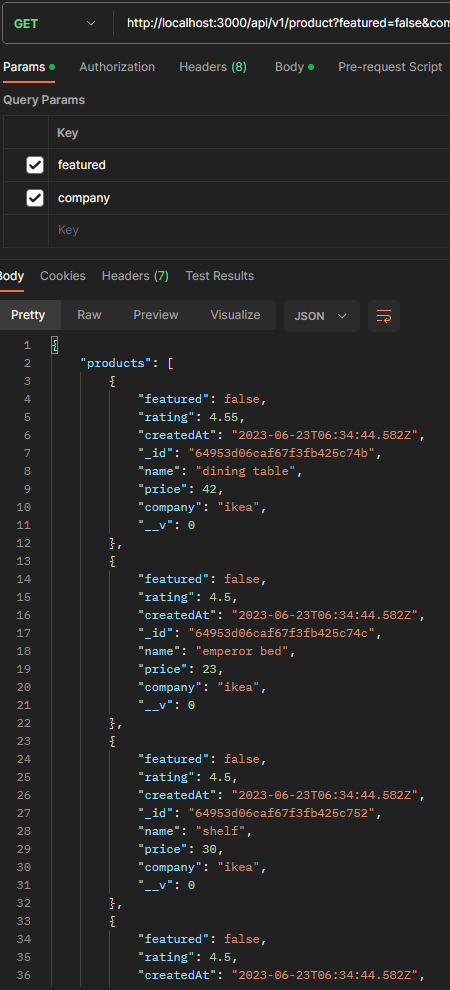 GET http://localhost:3000/api/v1/product?featured=false&com
Params Authorization Headers (8) Body Pre-request Script
Query Params
Key
featured
company
Key
Body Cookies Headers (7) Test Results
Pretty Raw Preview Visualize JSON
1 {
2 "products": [
3 {
4 "featured": false,
5 "rating": 4.55,
6 "createdAt": "2023-06-23T06:34:44.582Z",
7 "_id": "64953d06caf67f3fb425c74b",
8 "name": "dining table",
9 "price": 42,
10 "company": "ikea",
11 "__v": 0
12 },
13 {
14 "featured": false,
15 "rating": 4.5,
16 "createdAt": "2023-06-23T06:34:44.582Z",
17 "_id": "64953d06caf67f3fb425c74c",
18 "name": "emperor bed",
19 "price": 23,
20 "company": "ikea",
21 "__v": 0
22 },
23 {
24 "featured": false,
25 "rating": 4.5,
26 "createdAt": "2023-06-23T06:34:44.582Z",
27 "_id": "64953d06caf67f3fb425c752",
28 "name": "shelf",
29 "price": 30,
30 "company": "ikea",
31 "__v": 0
32 },
33 {
34 "featured": false,
35 "rating": 4.5,
36 "createdAt": "2023-06-23T06:34:44.582Z",